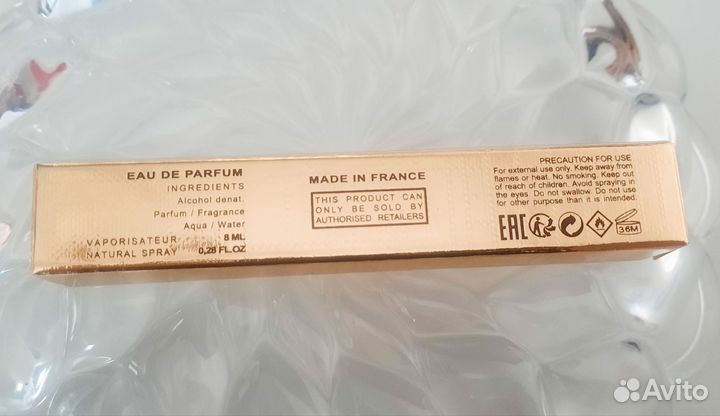 EAU DE PARFUM
INGREDIENTS
Alcohol denat.
Parfum / Fragrance
Aqua / Water
VAPORISATEUR 8 ML
NATURAL SPRAY 0,28 FL.OZ
MADE IN FRANCE
THIS PRODUCT CAN
ONLY BE SOLD BY
AUTHORISED RETAILERS
PRECAUTION FOR USE
For external use only. Keep away from
flames or heat. No smoking. Keep out
of reach of children. Avoid spraying in
the eyes. Do not swallow. Do not use
for other purpose than it is intended.
EAC
36M
Avito